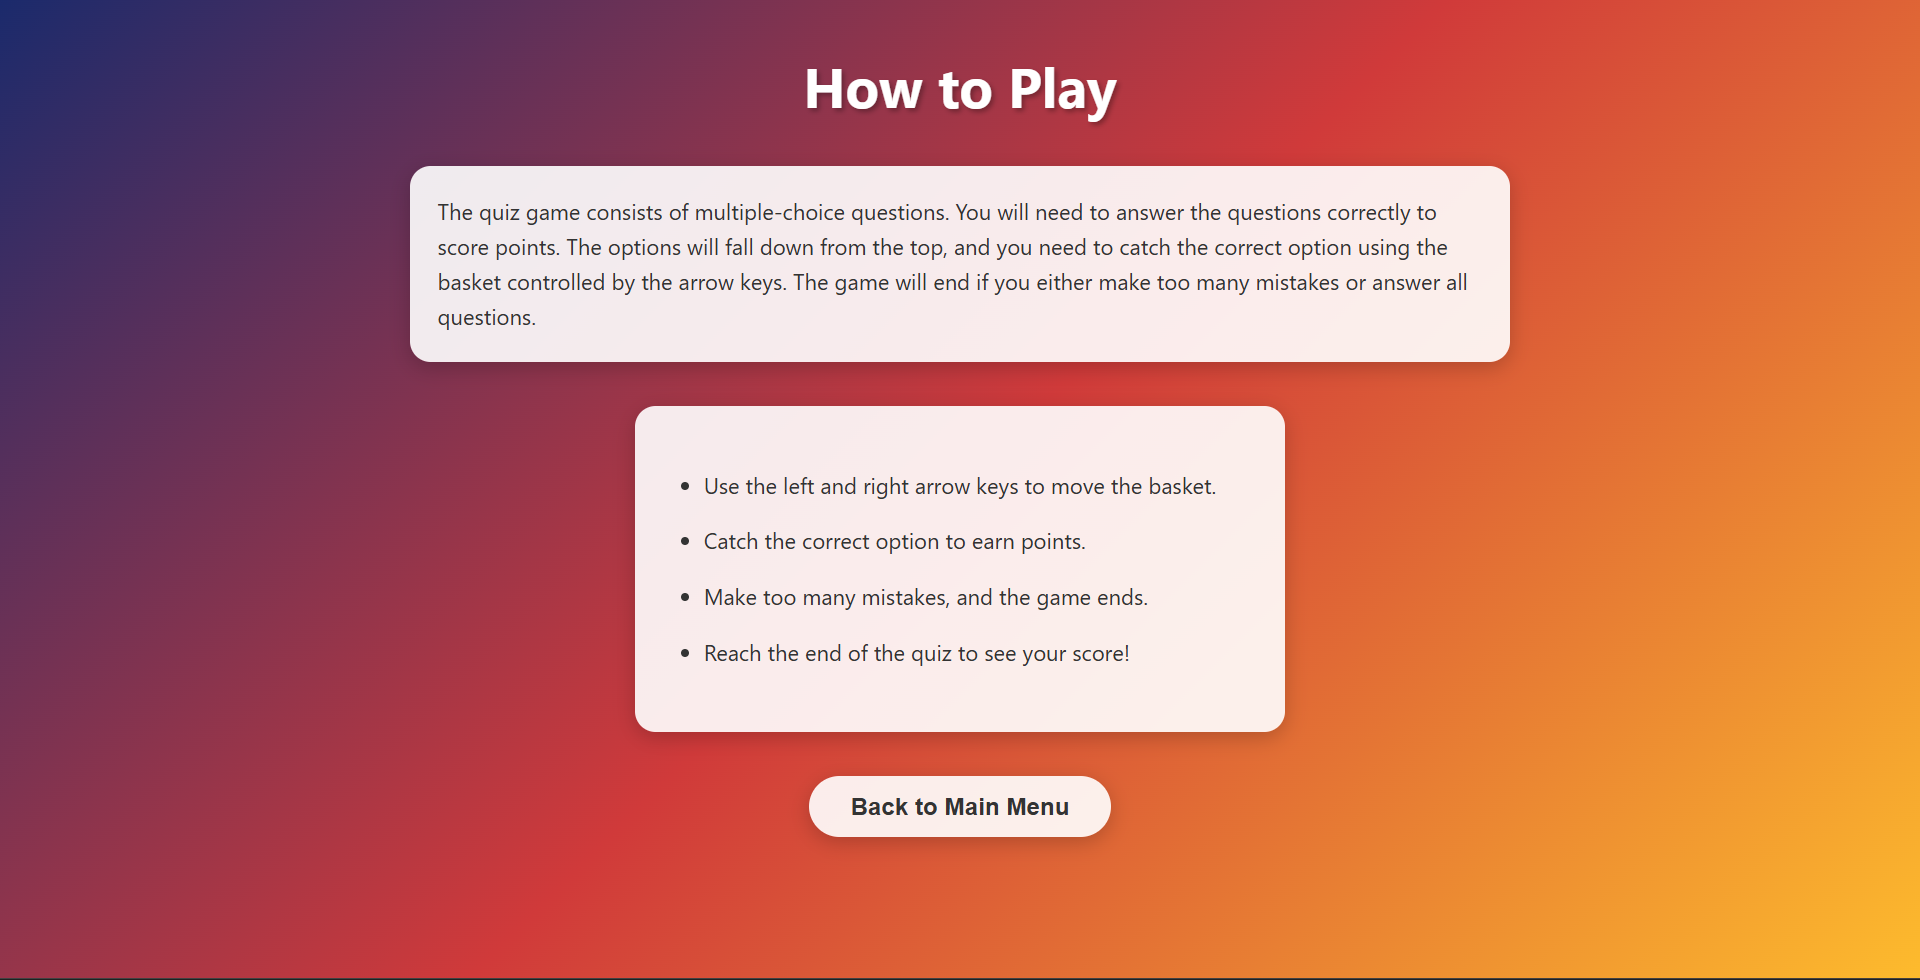 How to Play
The quiz game consists of multiple-choice questions. You will need to answer the questions correctly to
score points. The options will fall down from the top, and you need to catch the correct option using the
basket controlled by the arrow keys. The game will end if you either make too many mistakes or answer all
questions.
• Use the left and right arrow keys to move the basket.
• Catch the correct option to earn points.
• Make too many mistakes, and the game ends.
• Reach the end of the quiz to see your score!
Back to Main Menu